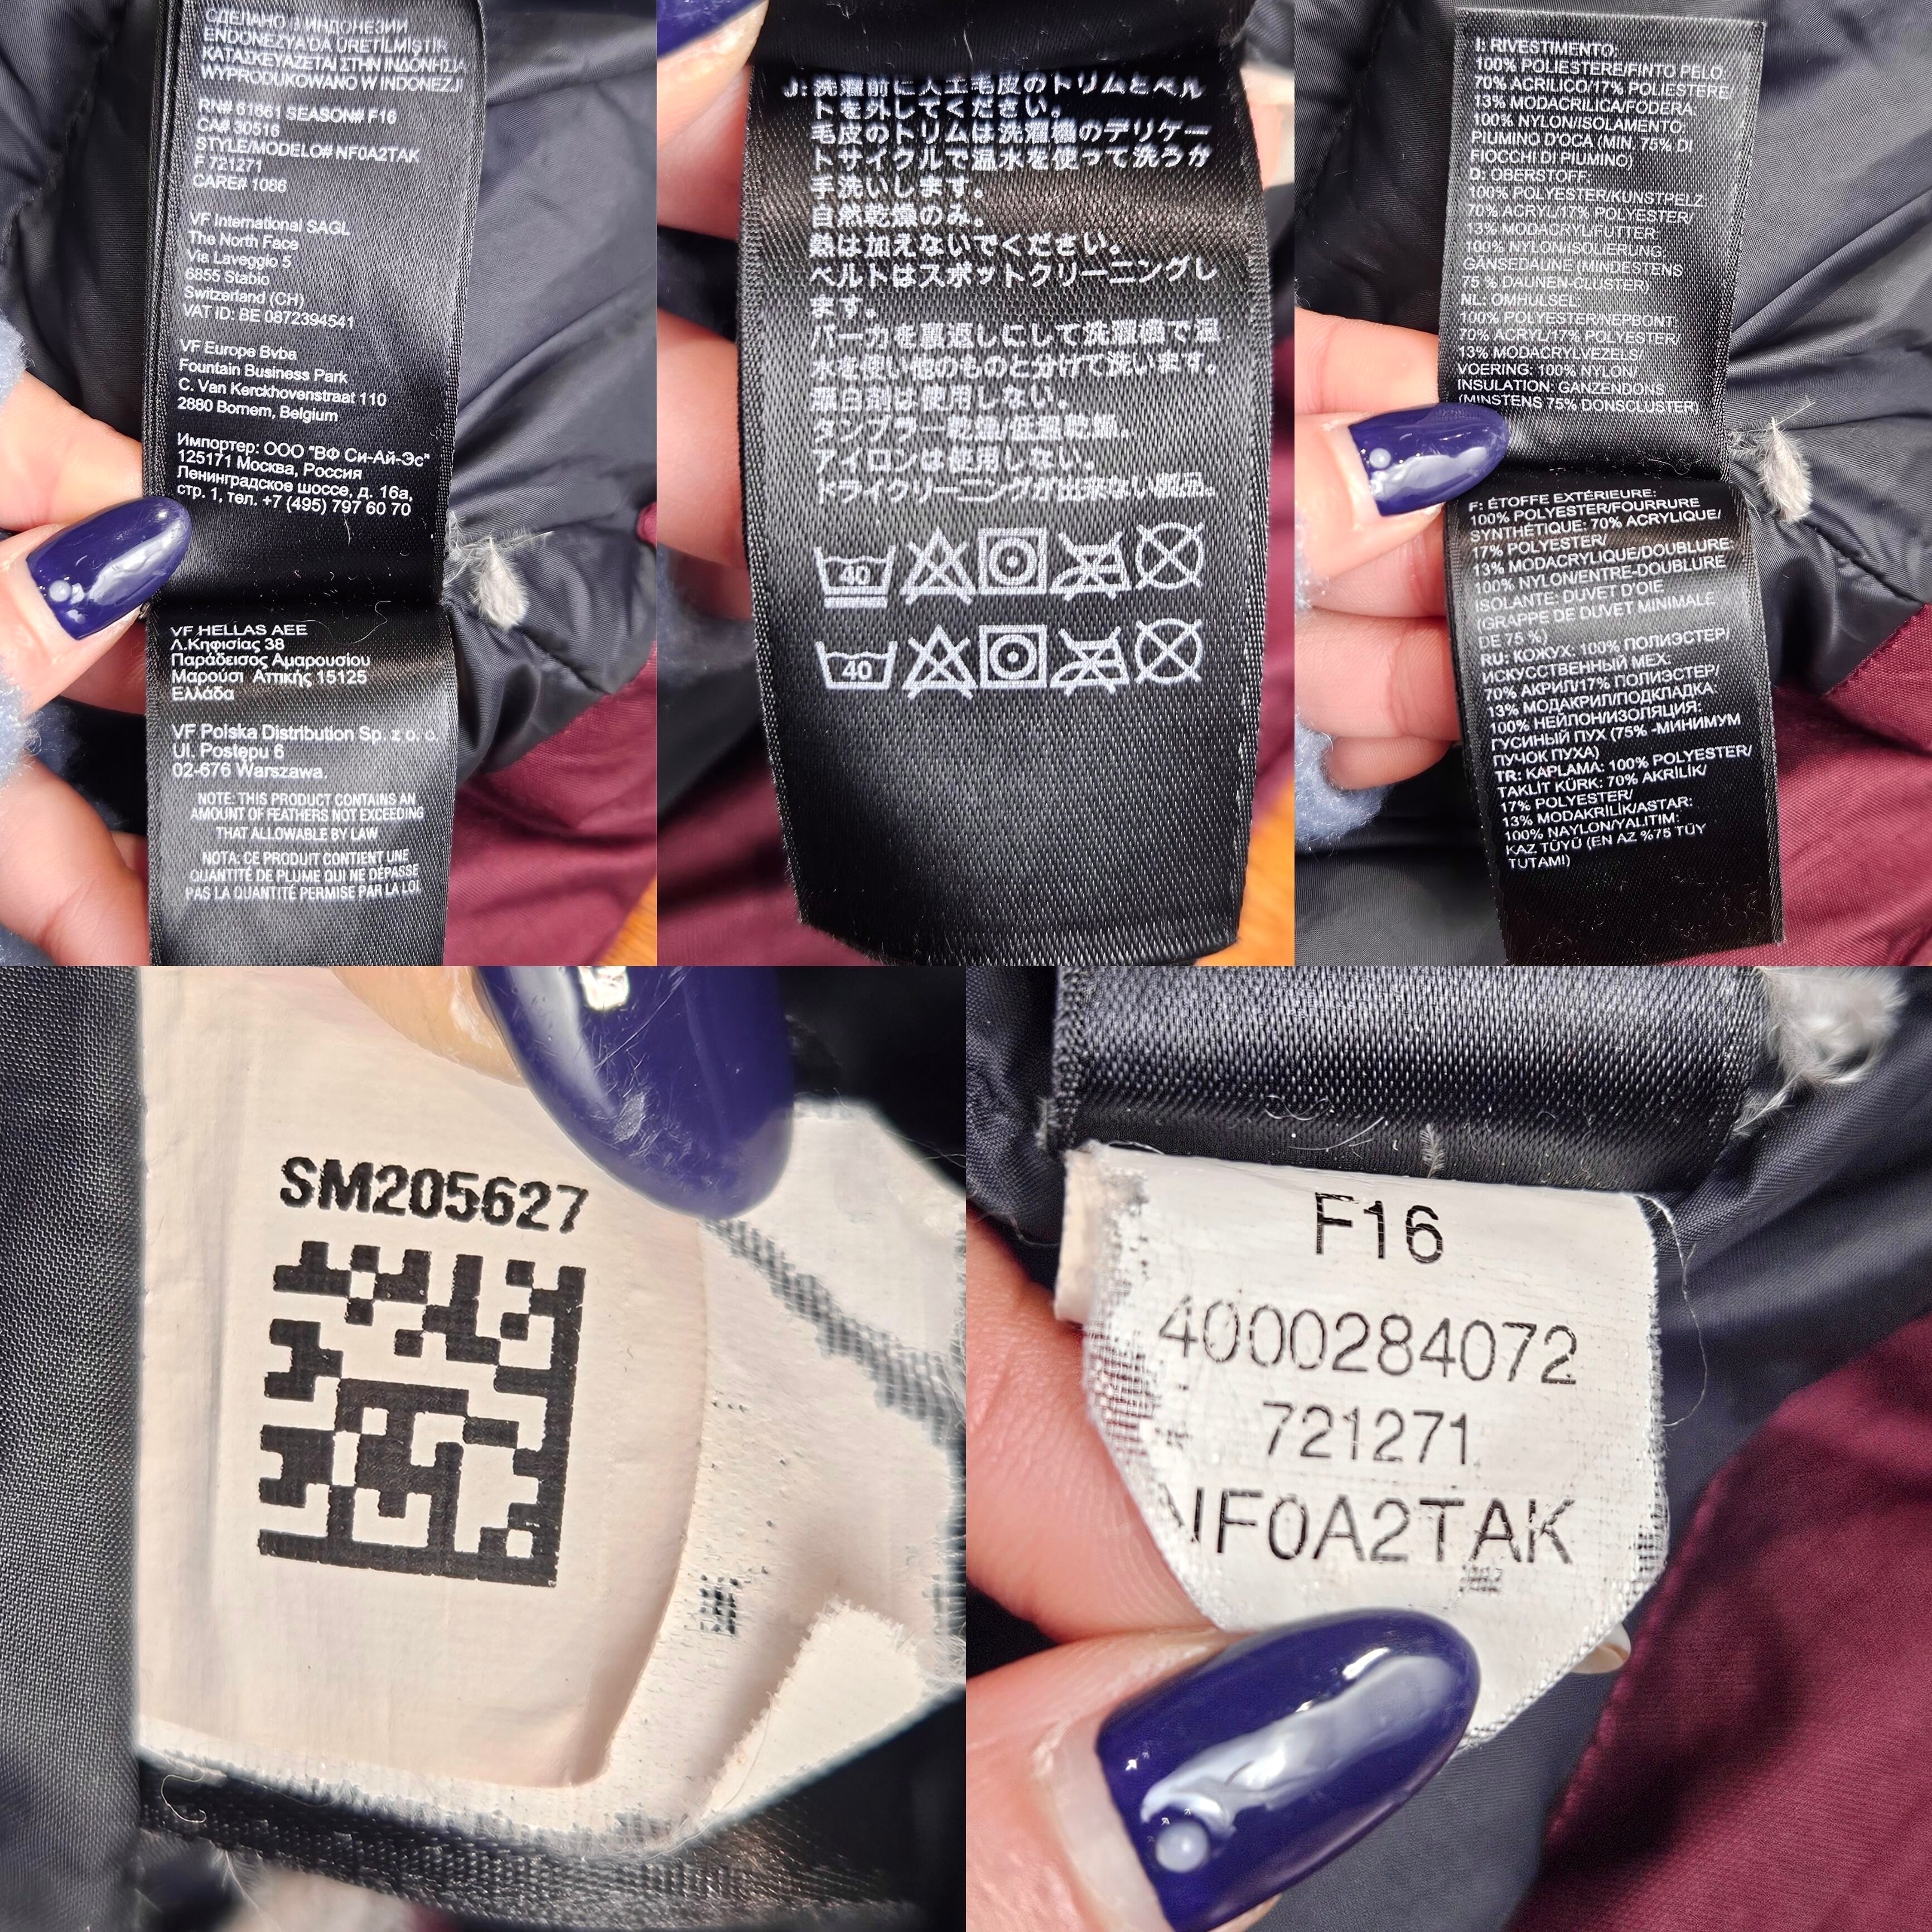 СДЕЛАНО В ИНДОНЕЗИИ
ENDONEZYA'DA ÜRETİLMİŞTİR
ΚΑΤΑΣΚΕΥΑΖΕΤΑΙ ΣΤΗΝ ΙΝΔΟΝΗΣΙΑ
WYPRODUKOWANO W INDONEZJI
RN# 61661 SEASON# F16
CA# 30516
STYLE/MODELO# NF0A2TAK
F 721271
CARE# 1086
VF International SAGL
The North Face
Via Laveggio 5
6855 Stabio
Switzerland (CH)
VAT ID: BE 0872394541
VF Europe Bvba
Fountain Business Park
C. Van Kerckhovenstraat 110
2880 Bornem, Belgium
Импортер: ООО "ВФ Си-Ай-Эс"
125171 Москва, Россия
Ленинградское шоссе, д. 16а,
стр. 1, тел. +7 (495) 797 60 70
VF HELLAS AEE
Λ.Κηφισίας 38
Παράδεισος Αμαρουσίου
Μαρούσι Αττικής 15125
Ελλάδα
VF Polska Distribution Sp. z o. o.
Ul. Postępu 6
02-676 Warszawa.
NOTE: THIS PRODUCT CONTAINS AN
AMOUNT OF FEATHERS NOT EXCEEDING
THAT ALLOWABLE BY LAW
NOTA: CE PRODUIT CONTIENT UNE
QUANTITÉ DE PLUME QUI NE DÉPASSE
PAS LA QUANTITÉ PERMISE PAR LA LOI.
J: 洗濯前に人工毛皮のトリムとベル
トを外してください。
毛皮のトリムは洗濯機のデリケー
トサイクルで温水を使って洗うか
手洗いします。
自然乾燥のみ。
熱は加えないでください。
ベルトはスポットクリーニングし
ます。
パーカを裏返しにして洗濯機で温
水を使い他のものと分けて洗います。
漂白剤は使用しない。
タンブラー乾燥/低温乾燥。
アイロンは使用しない。
ドライクリーニングが出来ない製品。
40
40
I: RIVESTIMENTO:
100% POLIESTERE/FINTO PELO:
70% ACRILICO/17% POLIESTERE/
13% MODACRILICA/FODERA:
100% NYLON/ISOLAMENTO:
PIUMINO D'OCA (MIN. 75% DI
FIOCCHI DI PIUMINO)
D: OBERSTOFF:
100% POLYESTER/KUNSTPELZ:
70% ACRYL/17% POLYESTER/
13% MODACRYL/FUTTER:
100% NYLON/ISOLIERUNG:
GÄNSEDAUNE (MINDESTENS
75 % DAUNEN-CLUSTER)
NL: OMHULSEL:
100% POLYESTER/NEPBONT:
70% ACRYL/17% POLYESTER/
13% MODACRYLVEZELS/
VOERING: 100% NYLON/
INSULATION: GANZENDONS
(MINSTENS 75% DONSCLUSTER)
F: ÉTOFFE EXTÉRIEURE:
100% POLYESTER/FOURRURE
SYNTHÉTIQUE: 70% ACRYLIQUE/
17% POLYESTER/
13% MODACRYLIQUE/DOUBLURE:
100% NYLON/ENTRE-DOUBLURE
ISOLANTE: DUVET D'OIE
(GRAPPE DE DUVET MINIMALE
DE 75 %)
RU: КОЖУХ: 100% ПОЛИЭСТЕР/
ИСКУССТВЕННЫЙ МЕХ:
70% АКРИЛ/17% ПОЛИЭСТЕР/
13% МОДАКРИЛ/ПОДКЛАДКА:
100% НЕЙЛОН/ИЗОЛЯЦИЯ:
ГУСИНЫЙ ПУХ (75% -МИНИМУМ
ПУЧОК ПУХА)
TR: KAPLAMA: 100% POLYESTER/
TAKLİT KÜRK: 70% AKRİLİK/
17% POLYESTER/
13% MODAKRİLİK/ASTAR:
100% NAYLON/YALITIM:
KAZ TÜYÜ (EN AZ %75 TÜY
TUTAMI)
SM205627
F16
4000284072
721271
NF0A2TAK